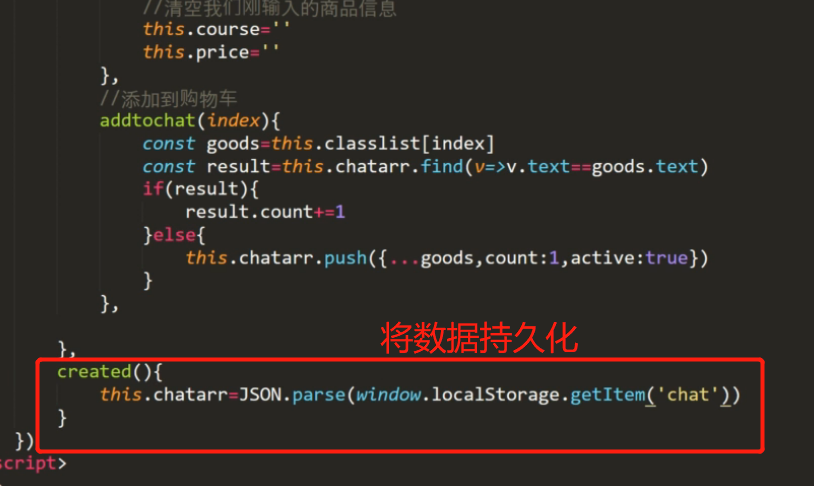 //清空我们刚输入的商品信息
this.course=''
this.price=''
},
//添加到购物车
addtochat(index){
const goods=this.classlist[index]
const result=this.chatarr.find(v=>v.text==goods.text)
if(result){
result.count+=1
}else{
this.chatarr.push({...goods,count:1,active:true})
}
},
将数据持久化
},
created(){
this.chatarr=JSON.parse(window.localStorage.getItem('chat'))
}
})
script>